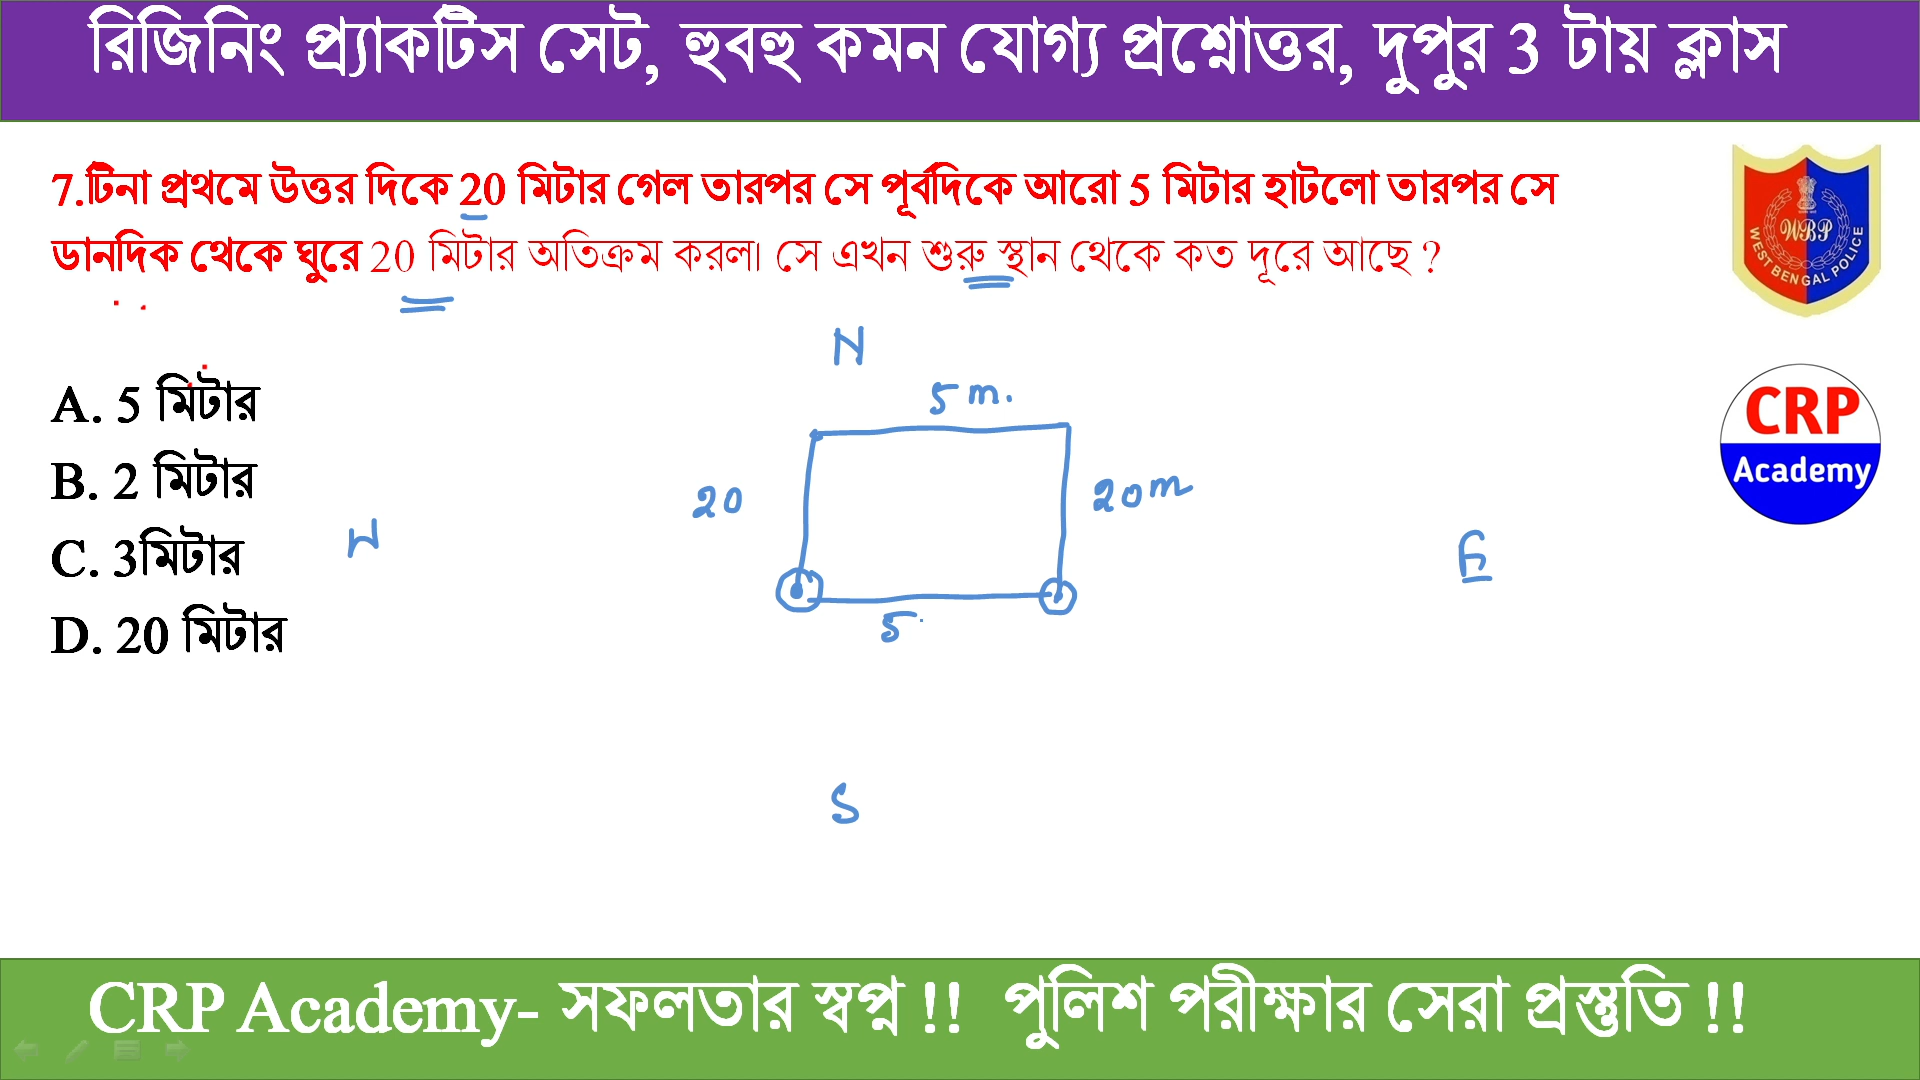 রিজিনিং প্র্যাকটিস সেট, হুবহু কমন যোগ্য প্রশ্নোত্তর, দুপুর 3 টায় ক্লাস
7.টিনা প্রথমে উত্তর দিকে 20 মিটার গেল তারপর সে পূর্বদিকে আরো 5 মিটার হাটলো তারপর সে
ডানদিক থেকে ঘুরে 20 মিটার অতিক্রম করল। সে এখন শুরু স্থান থেকে কত দূরে আছে ?
WBP
WEST BENGAL POLICE
N
A. 5 মিটার
5 m.
CRP
Academy
B. 2 মিটার
20
20 m
C. 3মিটার
W
E
D. 20 মিটার
5
S
CRP Academy- সফলতার স্বপ্ন !! পুলিশ পরীক্ষার সেরা প্রস্তুতি !!